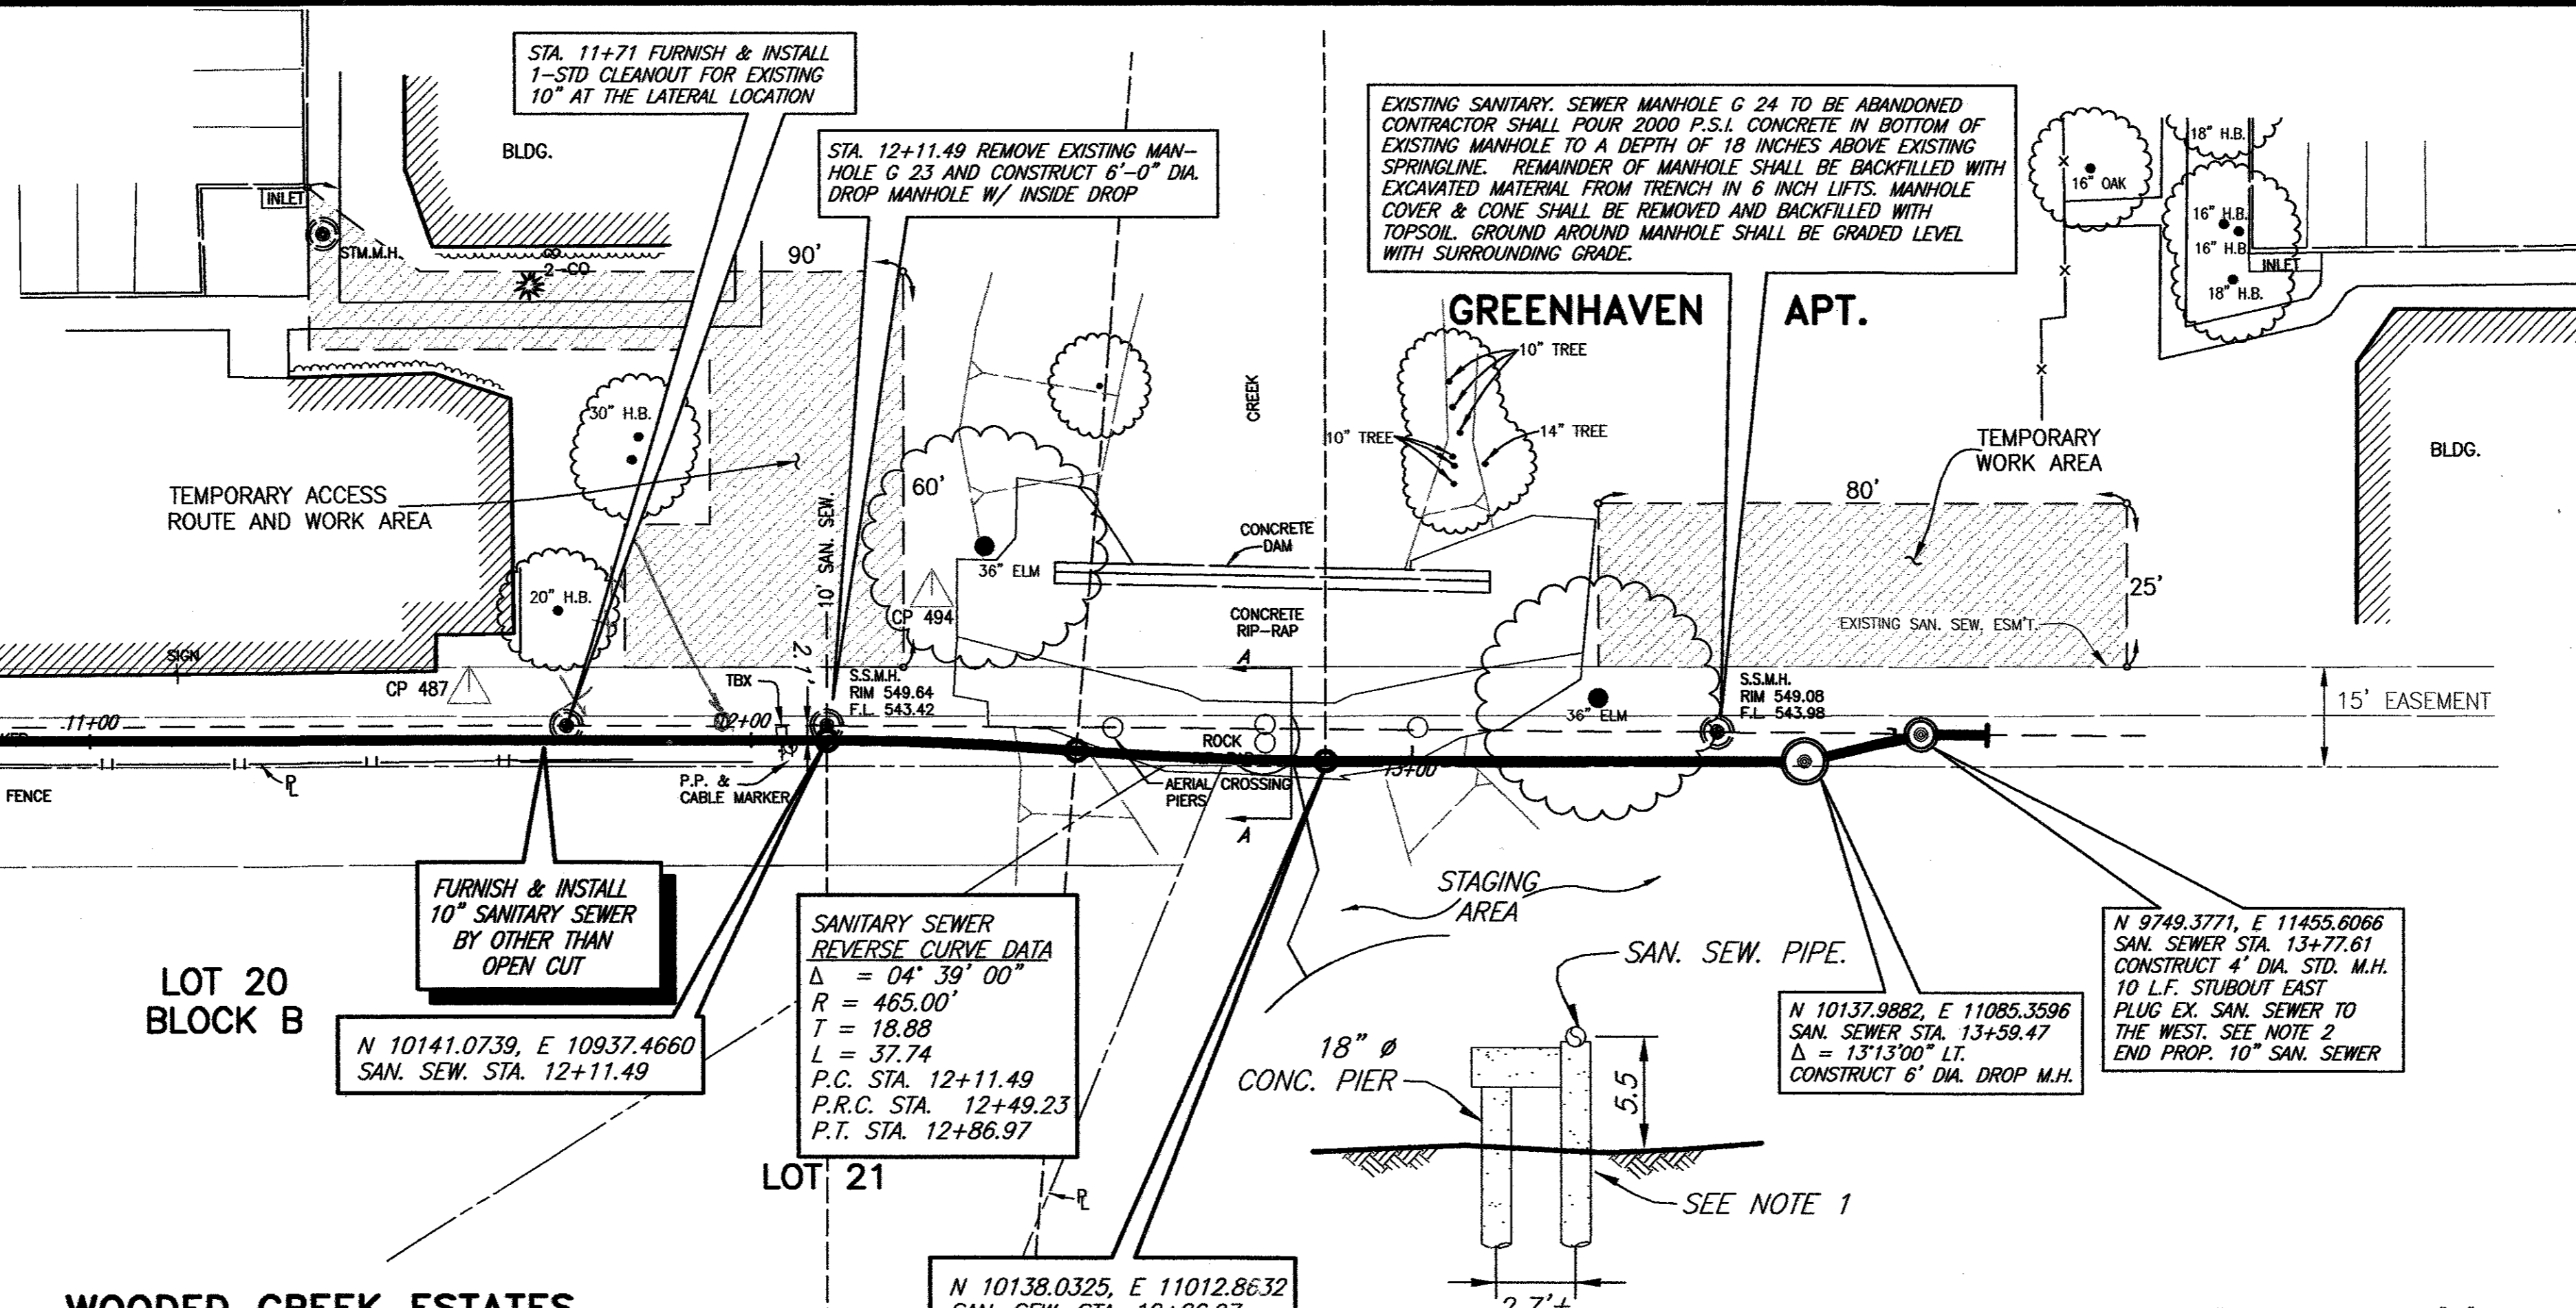 STA. 11+71 FURNISH & INSTALL
1-STD CLEANOUT FOR EXISTING
10" AT THE LATERAL LOCATION
STA. 12+11.49 REMOVE EXISTING MAN-
HOLE G 23 AND CONSTRUCT 6'-0" DIA.
DROP MANHOLE W/ INSIDE DROP
EXISTING SANITARY. SEWER MANHOLE G 24 TO BE ABANDONED
CONTRACTOR SHALL POUR 2000 P.S.I. CONCRETE IN BOTTOM OF
EXISTING MANHOLE TO A DEPTH OF 18 INCHES ABOVE EXISTING
SPRINGLINE. REMAINDER OF MANHOLE SHALL BE BACKFILLED WITH
EXCAVATED MATERIAL FROM TRENCH IN 6 INCH LIFTS. MANHOLE
COVER & CONE SHALL BE REMOVED AND BACKFILLED WITH
TOPSOIL. GROUND AROUND MANHOLE SHALL BE GRADED LEVEL
WITH SURROUNDING GRADE.
BLDG.
INLET
STM.M.H.
2-CO
90'
18" H.B.
16" OAK
16" H.B.
16" H.B.
INLET
18" H.B.
GREENHAVEN APT.
10" TREE
10" TREE
14" TREE
CREEK
30" H.B.
TEMPORARY ACCESS
ROUTE AND WORK AREA
60'
10' SAN. SEW.
TEMPORARY
WORK AREA
BLDG.
80'
25'
CONCRETE
DAM
36" ELM
20" H.B.
CP 494
CONCRETE
RIP-RAP
EXISTING SAN. SEW. ESM'T.
SIGN
CP 487
TBX
2.1'
S.S.M.H.
RIM 549.64
F.L. 543.42
A
S.S.M.H.
RIM 549.08
F.L. 543.98
36" ELM
15' EASEMENT
11+00
12+00
13+00
ROCK
AERIAL CROSSING
PIERS
A
P.P. &
CABLE MARKER
FENCE
FURNISH & INSTALL
10" SANITARY SEWER
BY OTHER THAN
OPEN CUT
SANITARY SEWER
REVERSE CURVE DATA
Δ = 04° 39' 00"
R = 465.00'
T = 18.88
L = 37.74
P.C. STA. 12+11.49
P.R.C. STA. 12+49.23
P.T. STA. 12+86.97
STAGING
AREA
SAN. SEW. PIPE.
18" ø
CONC. PIER
5.5
SEE NOTE 1
2.7'±
N 9749.3771, E 11455.6066
SAN. SEWER STA. 13+77.61
CONSTRUCT 4' DIA. STD. M.H.
10 L.F. STUBOUT EAST
PLUG EX. SAN. SEWER TO
THE WEST. SEE NOTE 2
END PROP. 10" SAN. SEWER
N 10137.9882, E 11085.3596
SAN. SEWER STA. 13+59.47
Δ = 13°13'00" LT.
CONSTRUCT 6' DIA. DROP M.H.
LOT 20
BLOCK B
N 10141.0739, E 10937.4660
SAN. SEW. STA. 12+11.49
LOT 21
N 10138.0325, E 11012.8632
SAN. SEW. STA. 12+86.97
WOODED CREEK ESTATES